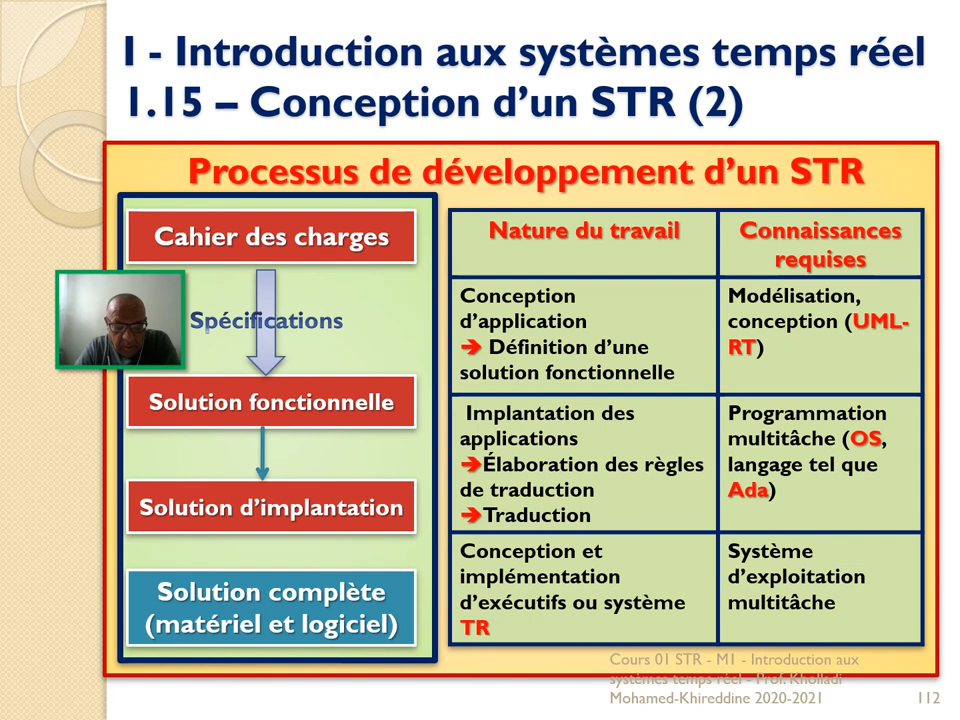 I - Introduction aux systèmes temps réel
1.15 – Conception d’un STR (2)
Processus de développement d’un STR
Cahier des charges
Spécifications
Solution fonctionnelle
Solution d’implantation
Solution complète
(matériel et logiciel)
Nature du travail
Connaissances
requises
Conception
d’application
➔ Définition d’une
solution fonctionnelle
Modélisation,
conception (UML-
RT)
Implantation des
applications
➔Élaboration des règles
de traduction
➔Traduction
Programmation
multitâche (OS,
langage tel que
Ada)
Conception et
implémentation
d’exécutifs ou système
TR
Système
d’exploitation
multitâche
Cours 01 STR - M1 - Introduction aux
systèmes temps réel - Prof. Kholladi
Mohamed-Khireddine 2020-2021
112